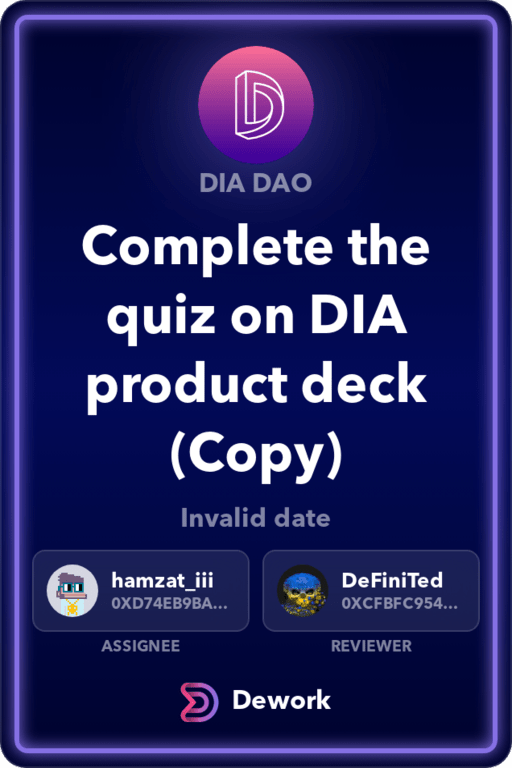 DIA DAO
Complete the
quiz on DIA
product deck
(Copy)
Invalid date
hamzat_iii
0XD74EB9BA...
ASSIGNEE
DeFiniTed
0XCFBFC954...
REVIEWER
Dework